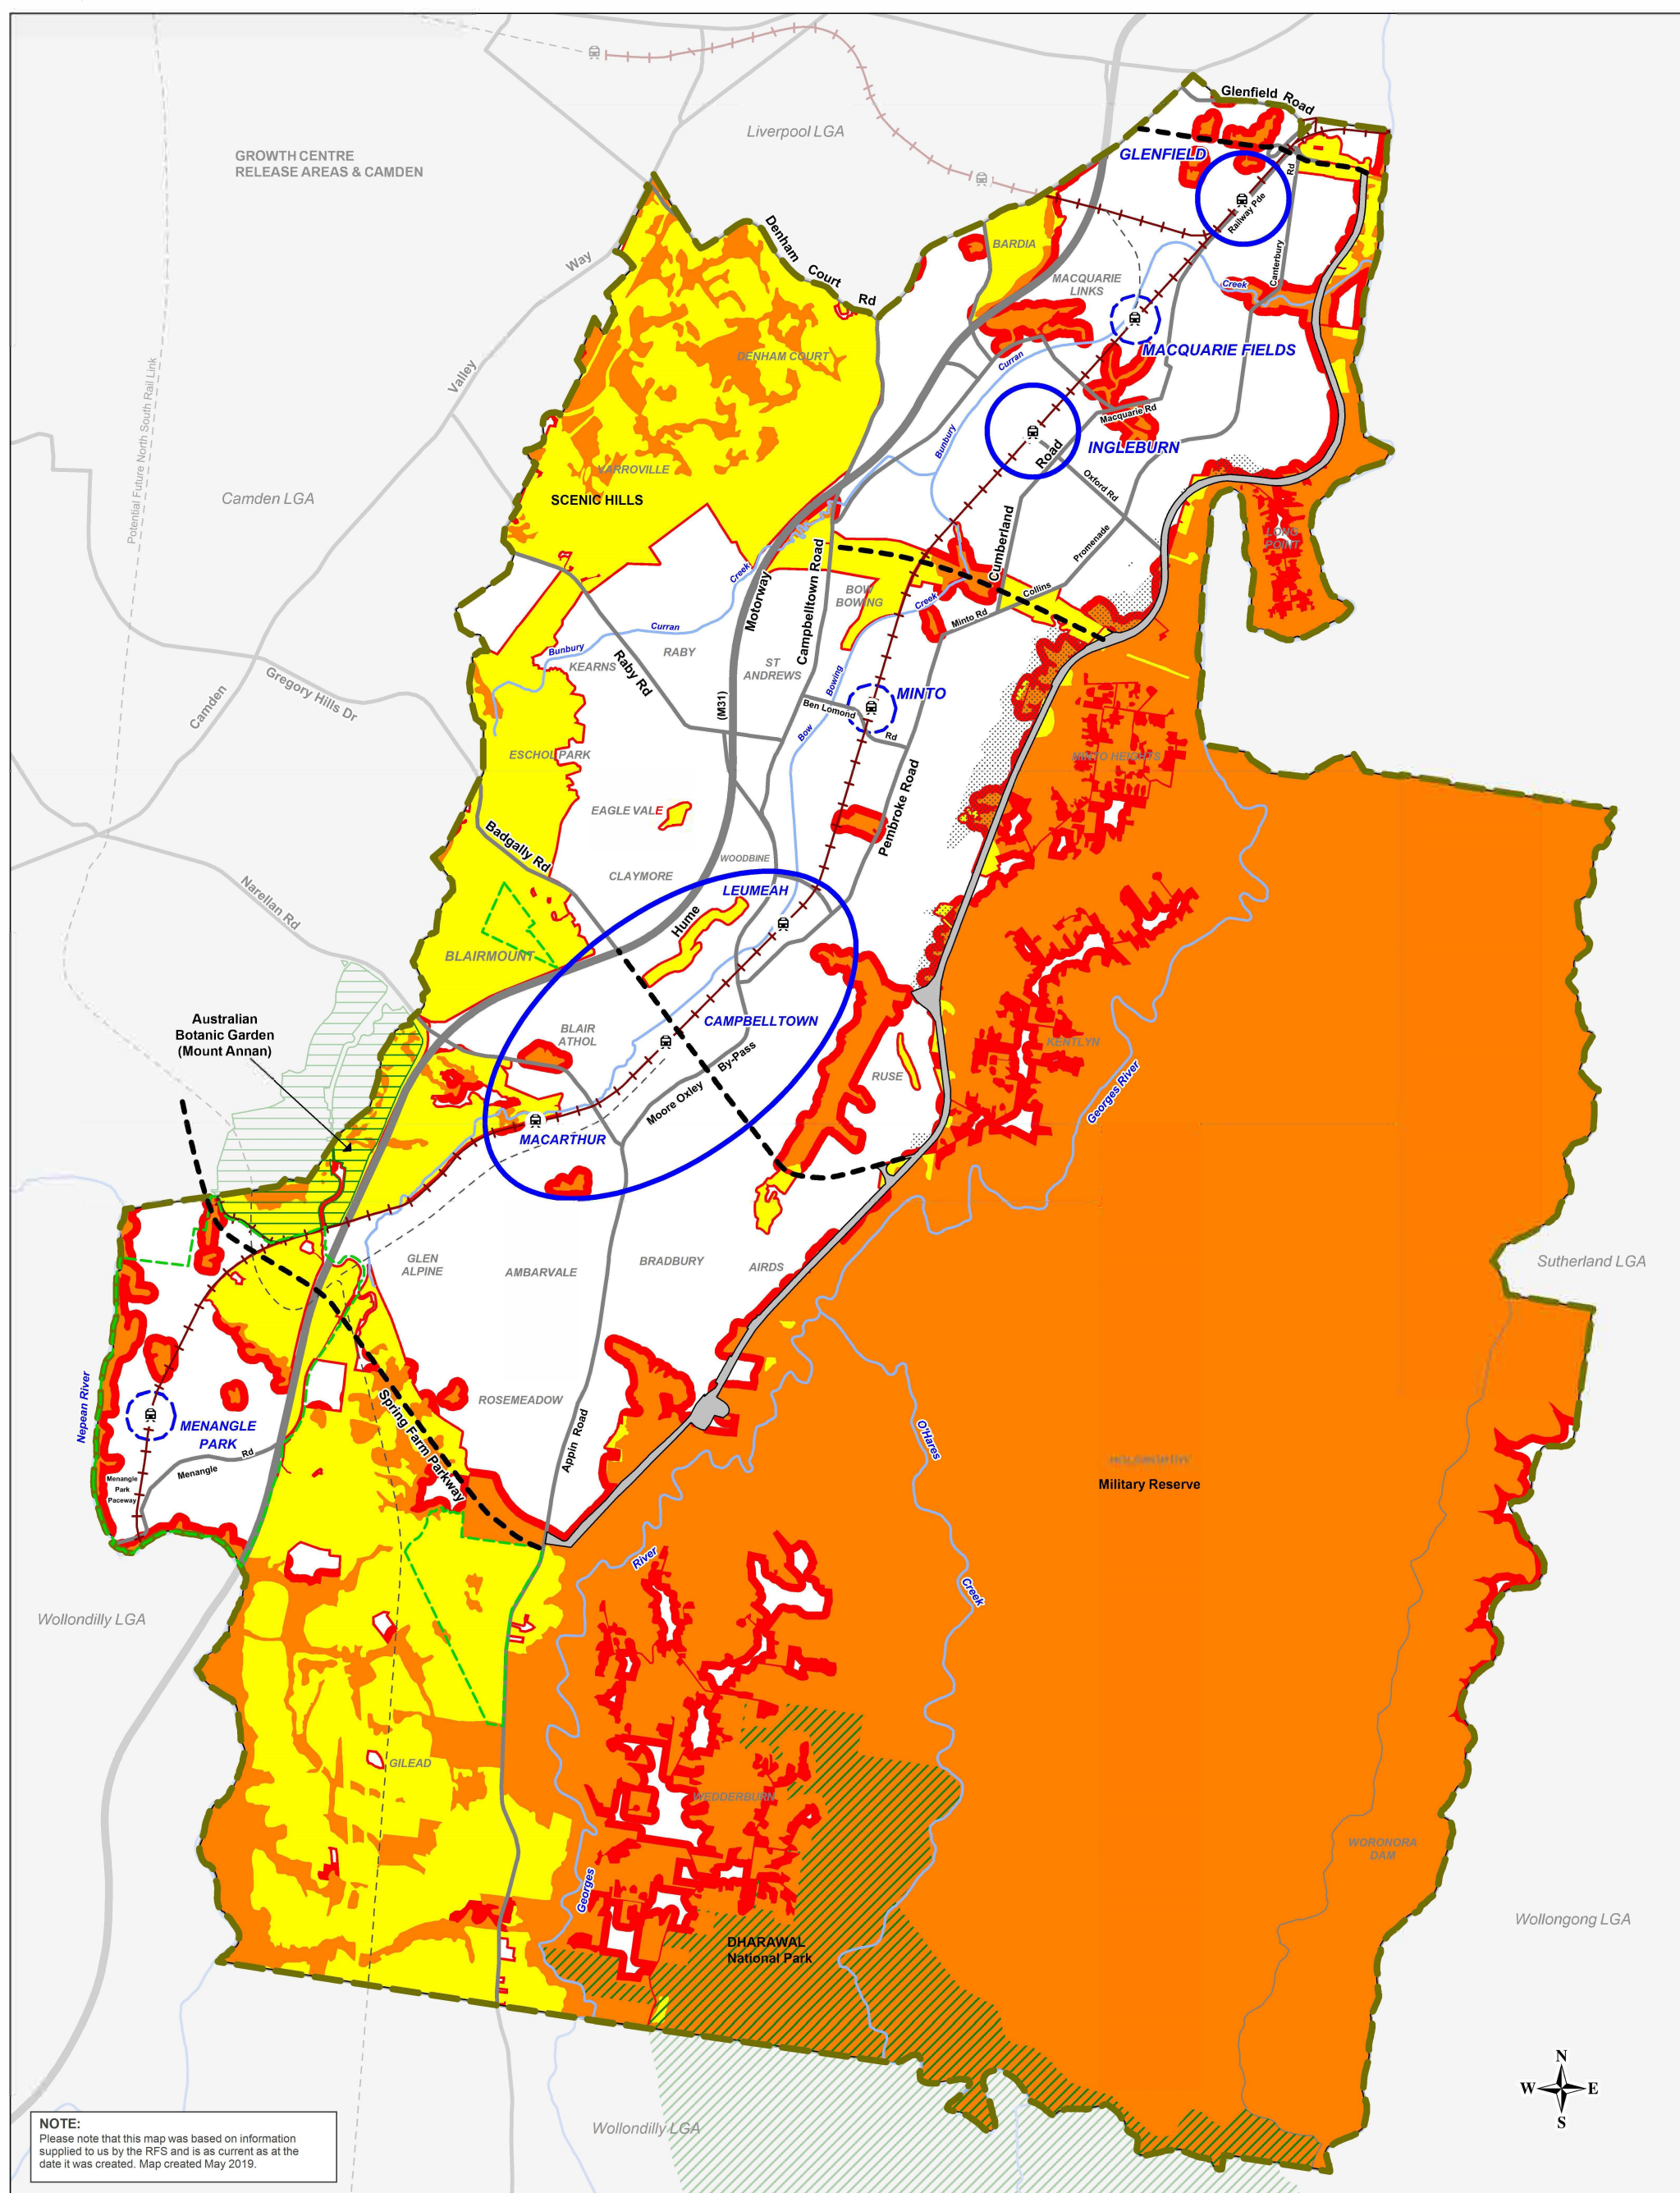 Glenfield Road
Liverpool LGA
GROWTH CENTRE
RELEASE AREAS & CAMDEN
GLENFIELD
Rd
Railway Pde
Canterbury
Denham
Court
Rd
BARDIA
Way
MACQUARIE
LINKS
Creek
MACQUARIE FIELDS
DENHAM COURT
Curran
Valley
Potential Future North South Rail Link
Macquarie Rd
Bunbury
INGLEBURN
Road
VARROVILLE
SCENIC HILLS
Camden LGA
Oxford Rd
LONG
POINT
Cumberland
Promenade
Creek
Motorway
Campbelltown Road
BOW
BOWING
Creek
Collins
Minto Rd
Curran
Bunbury
RABY
KEARNS
Raby Rd
ST
ANDREWS
Bowing
MINTO
Gregory Hills Dr
Camden
(M31)
Ben Lomond
Rd
Bow
ESCHOL PARK
MINTO HEIGHTS
EAGLE VALE
Pembroke Road
Badgally Rd
WOODBINE
CLAYMORE
LEUMEAH
Narellan Rd
Hume
BLAIRMOUNT
Australian
Botanic Garden
(Mount Annan)
CAMPBELLTOWN
BLAIR
ATHOL
KENTLYN
By-Pass
RUSE
Moore Oxley
Georges River
MACARTHUR
GLEN
ALPINE
AMBARVALE
BRADBURY
AIRDS
Sutherland LGA
Nepean River
ROSEMEADOW
Spring Farm Parkway
MENANGLE
PARK
Appin Road
O'Hares
Menangle
Rd
Menangle
Park
Paceway
Military Reserve
River
Creek
Wollondilly LGA
GILEAD
WEDDERBURN
WORONORA
DAM
Georges
Wollongong LGA
DHARAWAL
National Park
N
W
E
S
Wollondilly LGA
NOTE:
Please note that this map was based on information
supplied to us by the RFS and is as current as at the
date it was created. Map created May 2019.